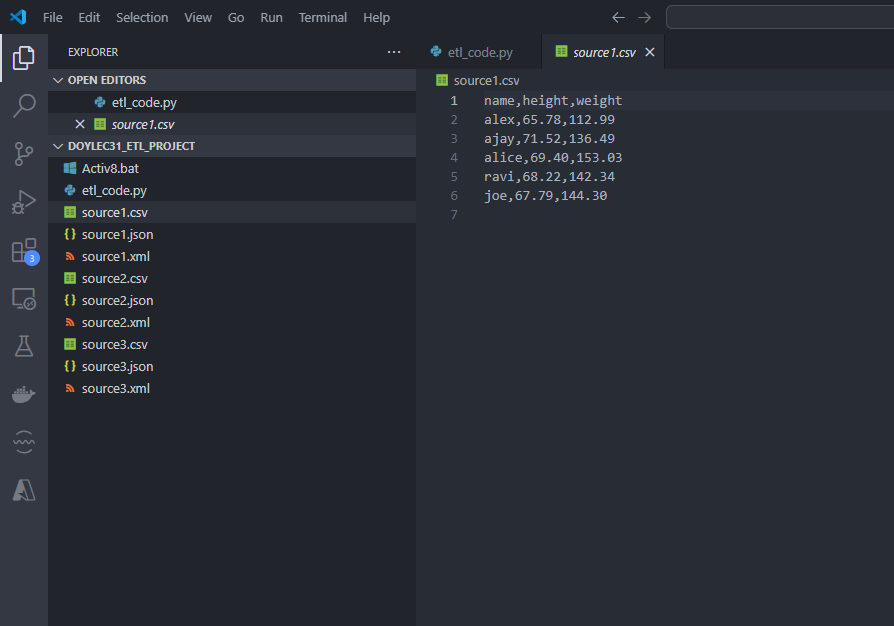 File Edit Selection View Go Run Terminal Help
EXPLORER
OPEN EDITORS
etl_code.py
source1.csv
DOYLEC31_ETL_PROJECT
Activ8.bat
etl_code.py
source1.csv
source1.json
source1.xml
source2.csv
source2.json
source2.xml
source3.csv
source3.json
source3.xml
3
etl_code.py source1.csv
source1.csv
1 name,height,weight
2 alex,65.78,112.99
3 ajay,71.52,136.49
4 alice,69.40,153.03
5 ravi,68.22,142.34
6 joe,67.79,144.30
7